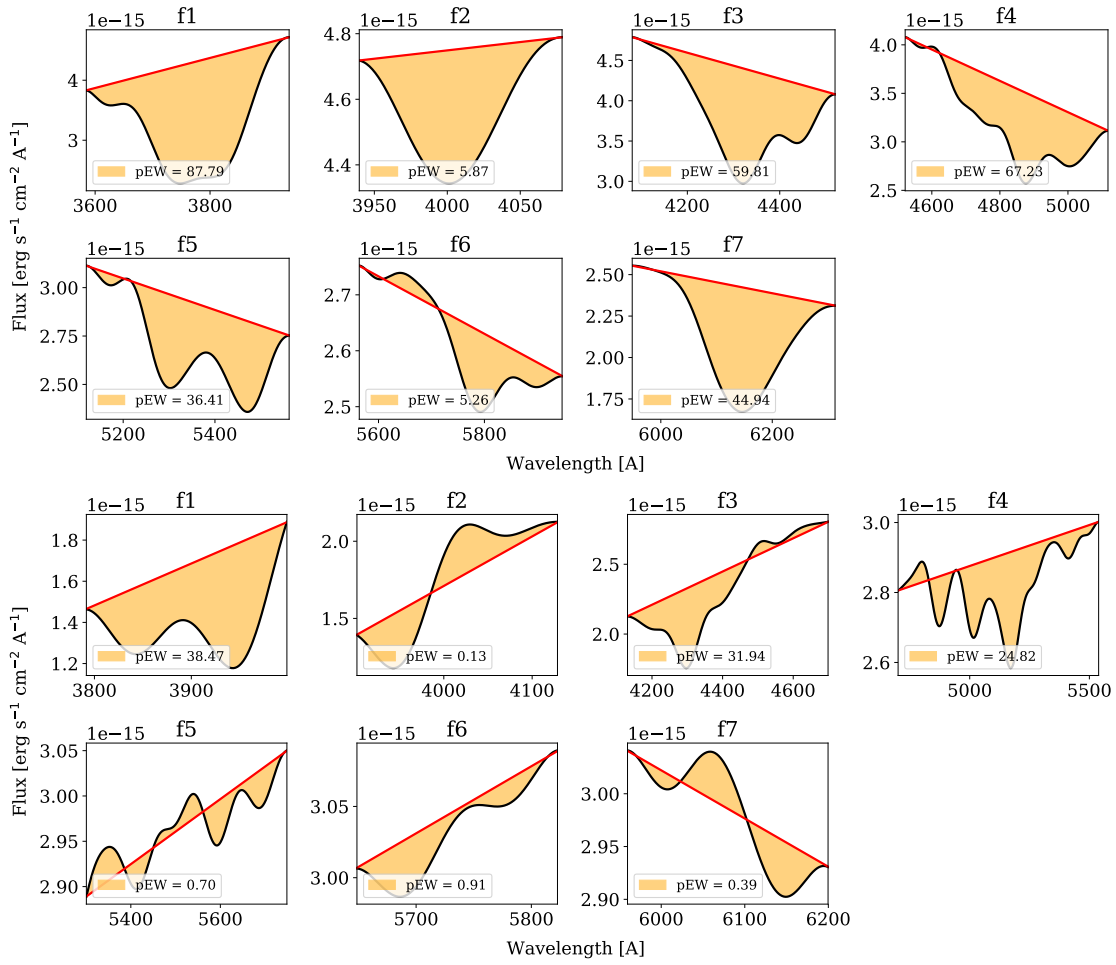 f1
f2
f3
f4
1e−15
1e−15
1e−15
1e−15
4
3
4.8
4.6
4.4
4.5
4.0
3.5
3.0
4.0
3.5
3.0
2.5
pEW = 87.79
pEW = 5.87
pEW = 59.81
pEW = 67.23
3600 3800
3950 4000 4050
4200 4400
4600 4800 5000
f5
f6
f7
1e−15
1e−15
1e−15
3.00
2.75
2.50
2.7
2.6
2.5
2.50
2.25
2.00
1.75
pEW = 36.41
pEW = 5.26
pEW = 44.94
5200 5400
5600 5800
6000 6200
Flux [erg s⁻¹ cm⁻² A⁻¹]
Wavelength [A]
f1
f2
f3
f4
1e−15
1e−15
1e−15
1e−15
1.8
1.6
1.4
1.2
2.0
1.5
2.5
2.0
3.0
2.8
2.6
pEW = 38.47
pEW = 0.13
pEW = 31.94
pEW = 24.82
3800 3900
4000 4100
4200 4400 4600
5000 5500
f5
f6
f7
1e−15
1e−15
1e−15
3.05
3.00
2.95
2.90
3.05
3.00
3.00
2.95
2.90
pEW = 0.70
pEW = 0.91
pEW = 0.39
5400 5600
5700 5800
6000 6100 6200
Flux [erg s⁻¹ cm⁻² A⁻¹]
Wavelength [A]